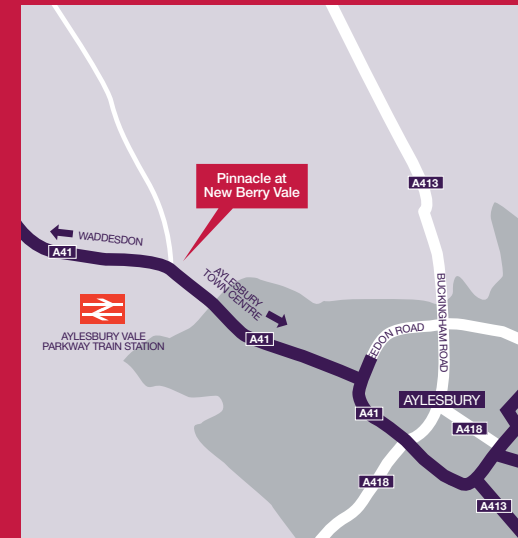 Pinnacle at
New Berry Vale
A413
WADDESDON
A41
AYLESBURY
TOWN CENTRE
BUCKINGHAM ROAD
AYLESBURY VALE
PARKWAY TRAIN STATION
A41
EDON ROAD
AYLESBURY
A41
A418
A418
A413